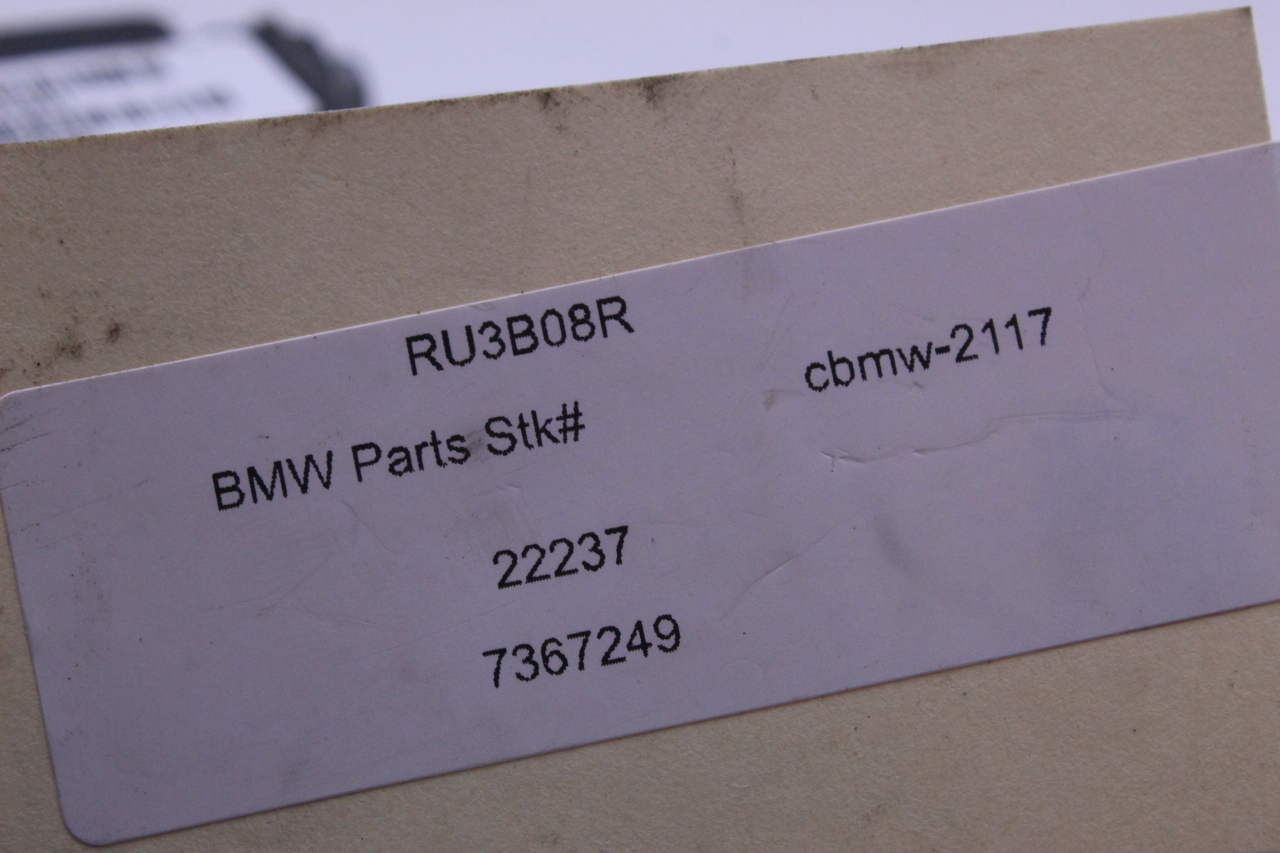 RU3B08R
cbmw-2117
BMW Parts Stk#
22237
7367249